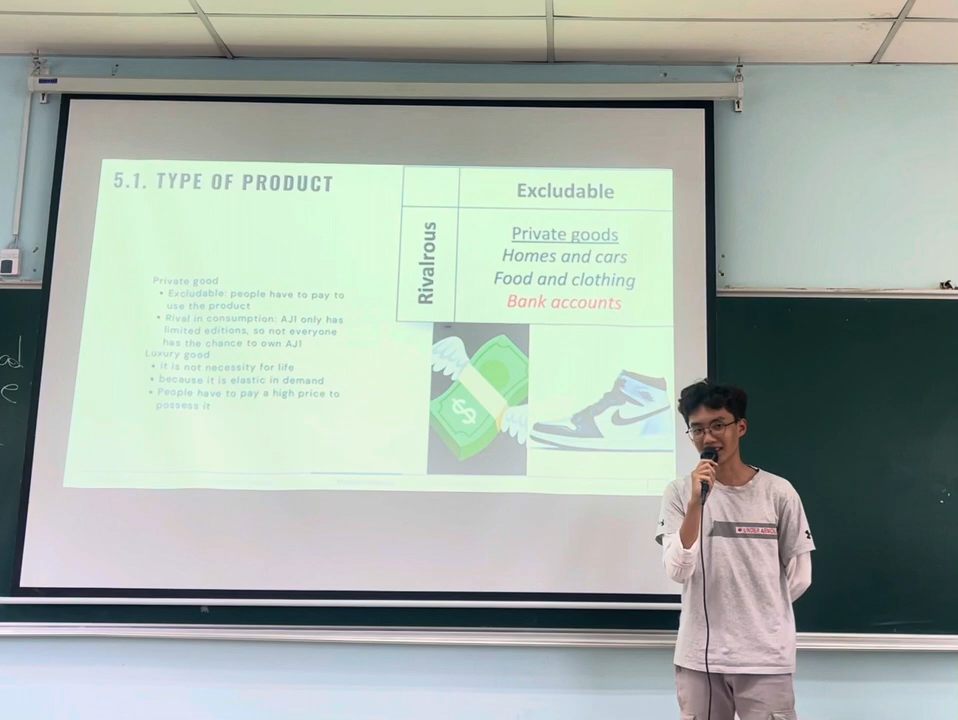 5.1. TYPE OF PRODUCT
Private good
• Excludable: people have to pay to
use the product
• Rival in consumption: AJ1 only has
limited editions, so not everyone
has the chance to own AJ1
Luxury good
• it is not necessity for life
• because it is elastic in demand
• People have to pay a high price to
possess it
Excludable
Rivalrous
Private goods
Homes and cars
Food and clothing
Bank accounts
$
UNDER ARMOUR